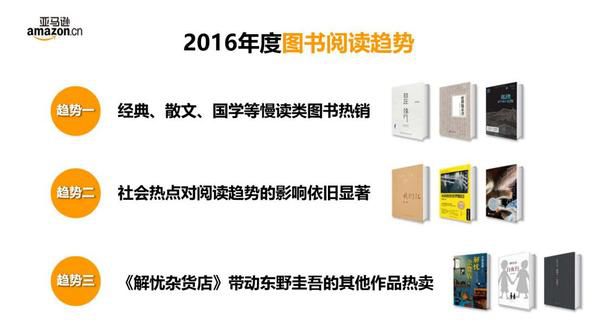 亚马逊
amazon.cn
2016年度图书阅读趋势
趋势一
经典、散文、国学等慢读类图书热销
趋势二
社会热点对阅读趋势的影响依旧显著
趋势三
《解忧杂货店》带动东野圭吾的其他作品热卖